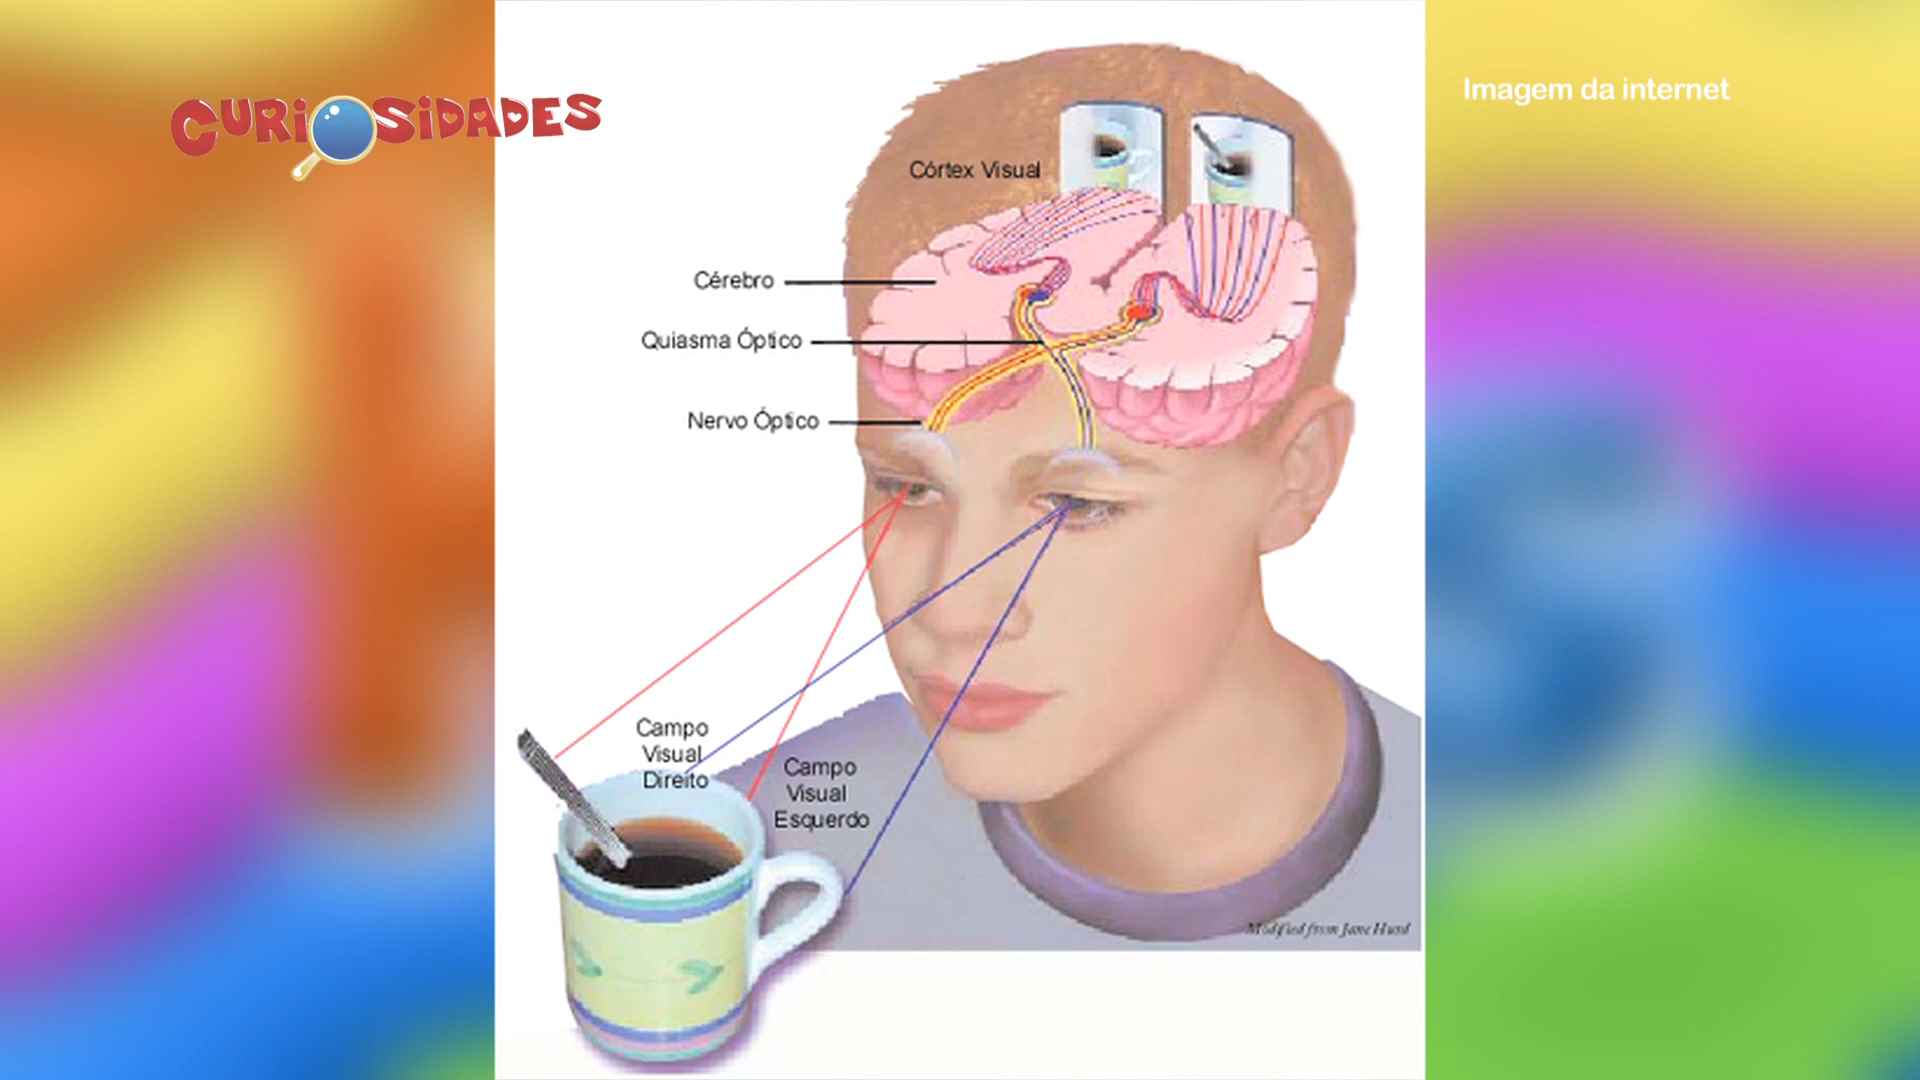 CURIOSIDADES
Imagem da internet
Córtex Visual
Cérebro
Quiasma Óptico
Nervo Óptico
Campo
Visual
Direito
Campo
Visual
Esquerdo
Modified from Jane Hurd